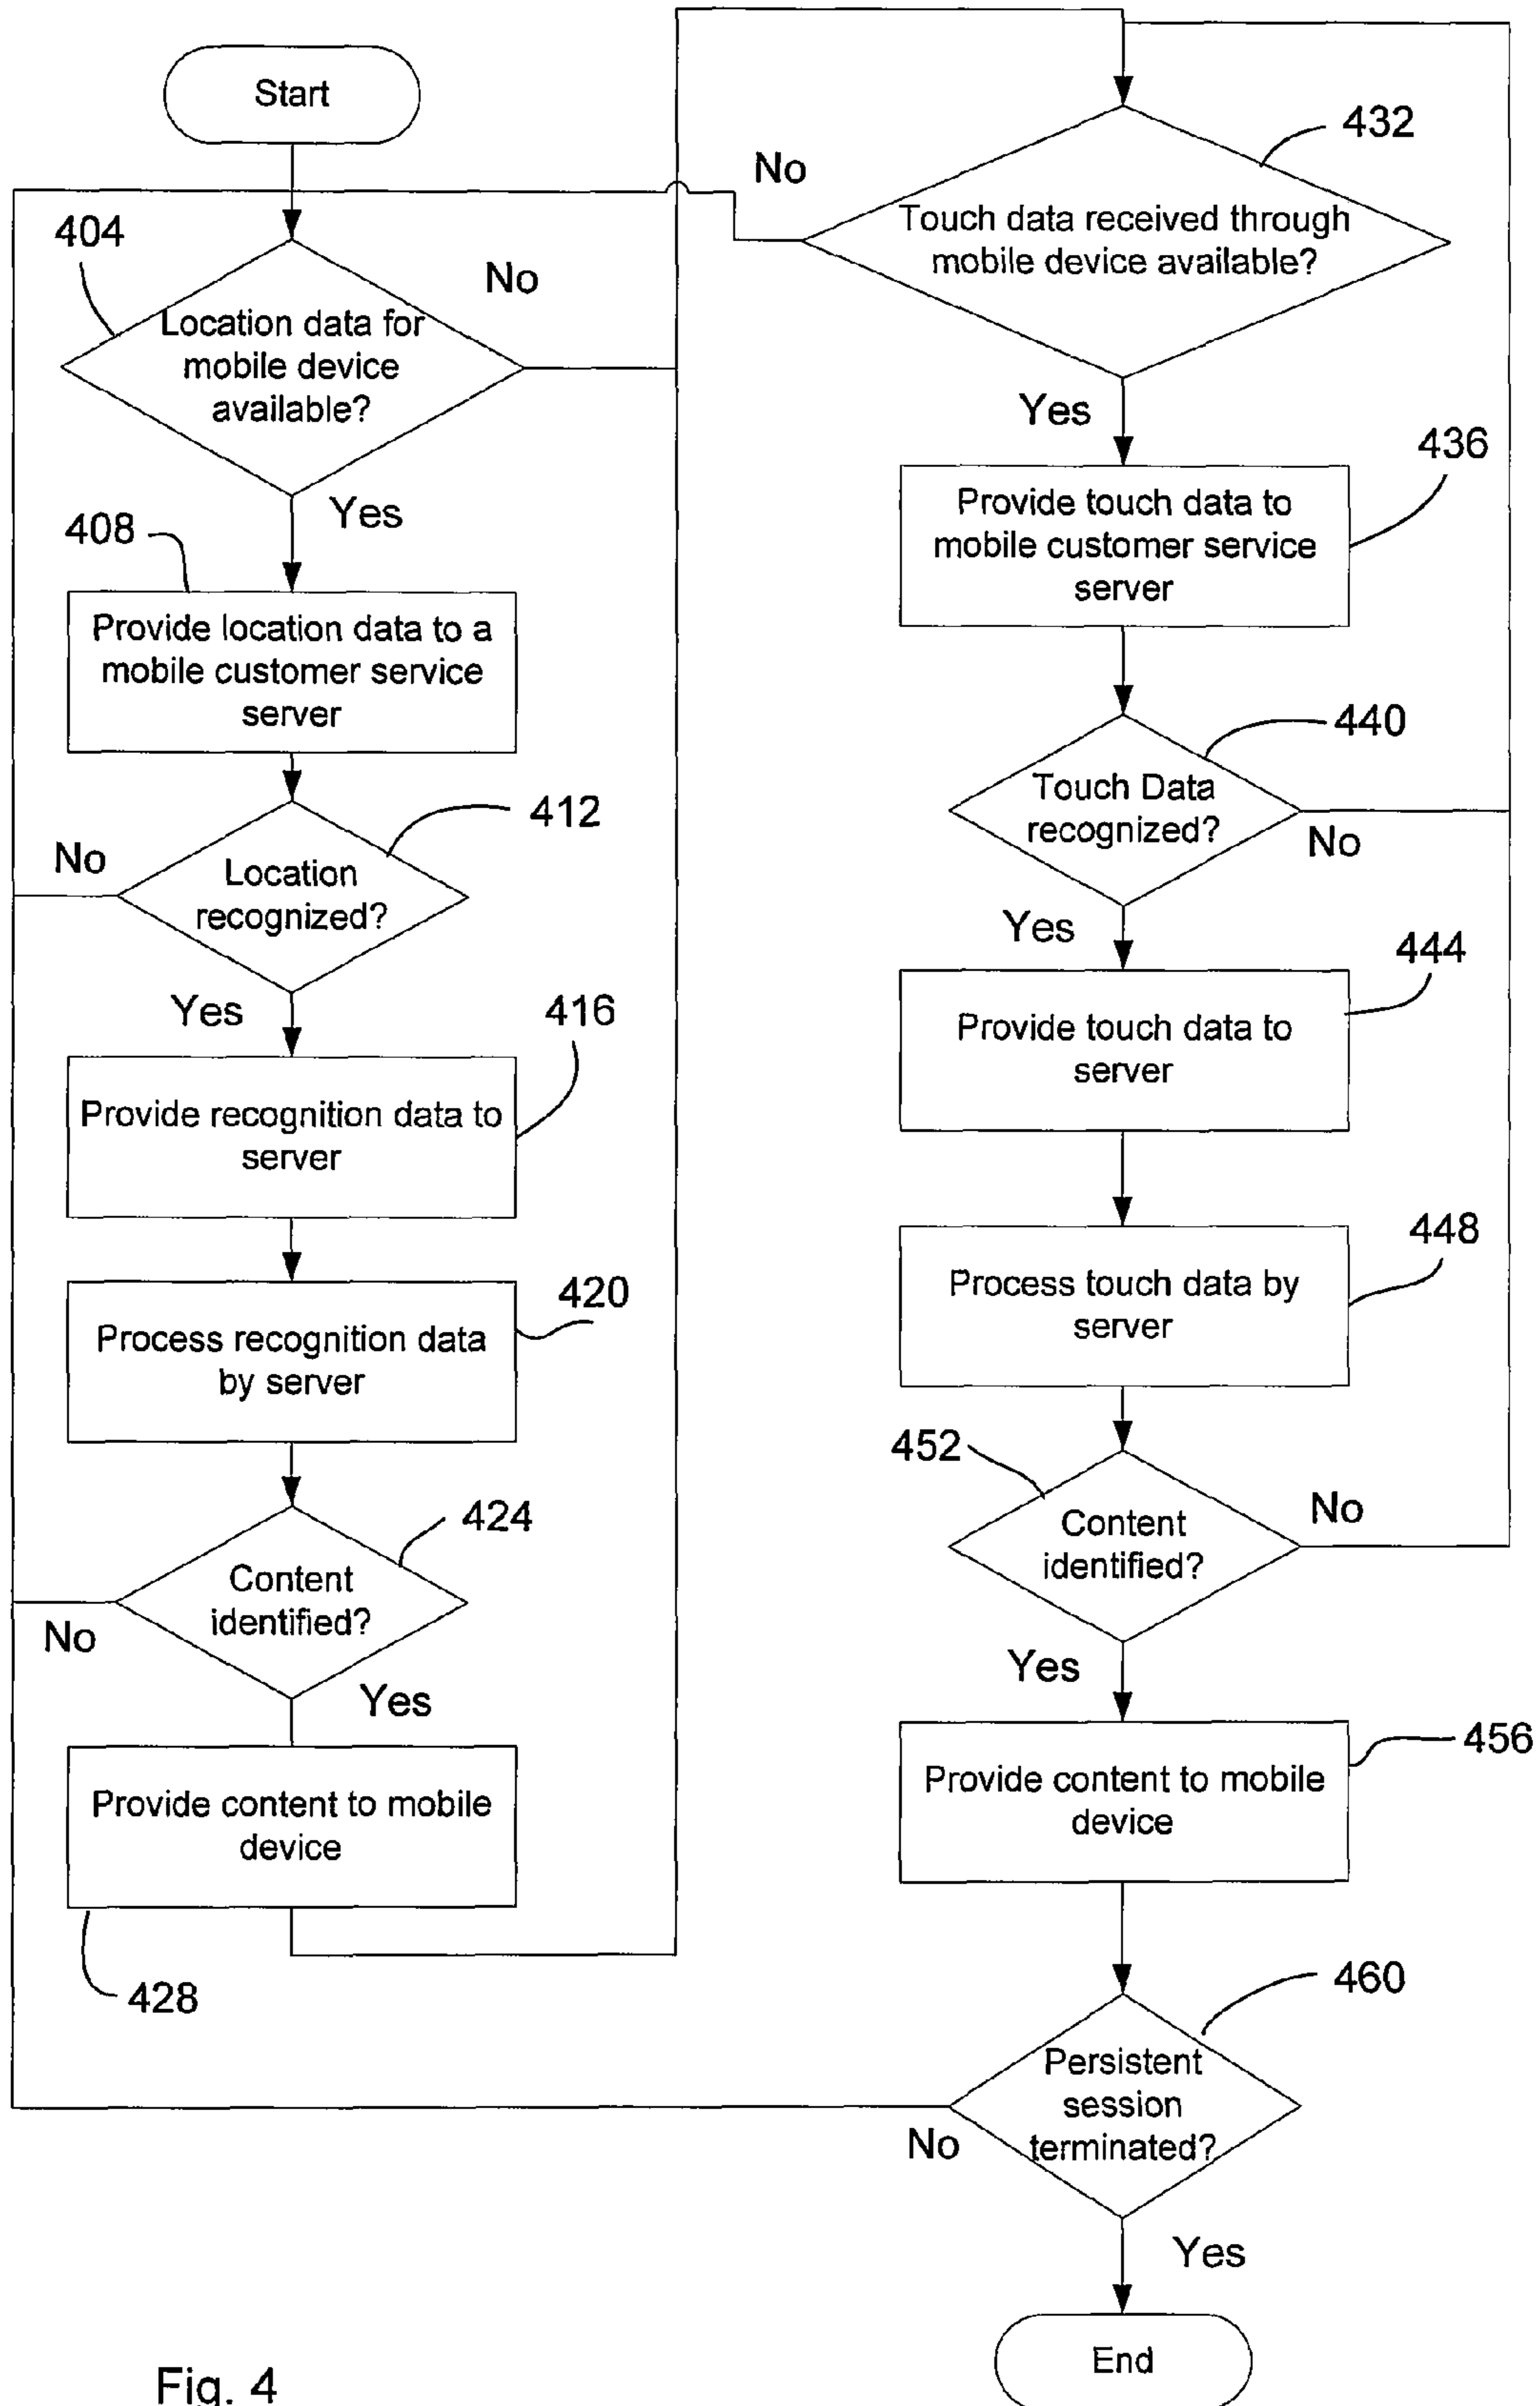 Start
404
No
Location data for
mobile device
available?
Yes
408
Provide location data to a
mobile customer service
server
412
No
Location
recognized?
Yes
416
Provide recognition data to
server
420
Process recognition data
by server
424
Content
identified?
No
Yes
Provide content to mobile
device
428
432
No
Touch data received through
mobile device available?
Yes
436
Provide touch data to
mobile customer service
server
440
Touch Data
recognized?
No
Yes
444
Provide touch data to
server
448
Process touch data by
server
452
No
Content
identified?
Yes
456
Provide content to mobile
device
460
Persistent
session
terminated?
No
Yes
End
Fig. 4